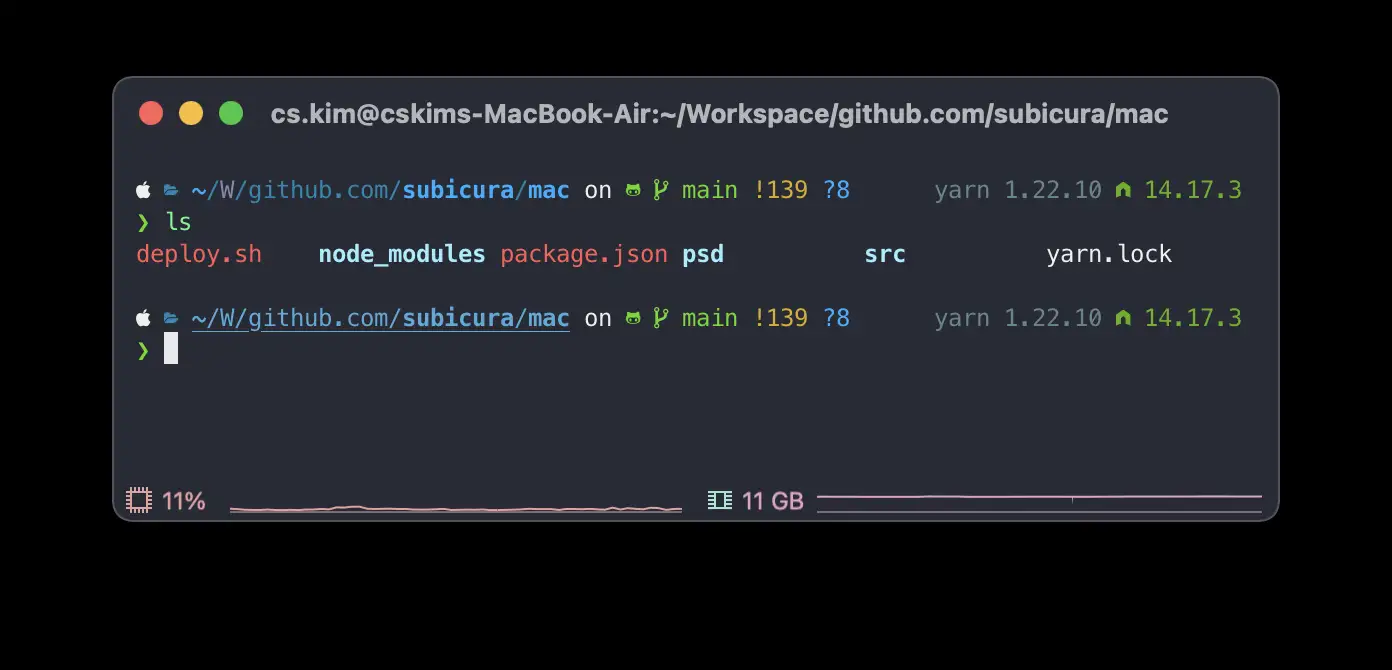 cs.kim@cskims-MacBook-Air:~/Workspace/github.com/subicura/mac
~/W/github.com/subicura/mac on main !139 ?8 yarn 1.22.10 14.17.3
❯ ls
deploy.sh node_modules package.json psd src yarn.lock
~/W/github.com/subicura/mac on main !139 ?8 yarn 1.22.10 14.17.3
❯
11% 11 GB